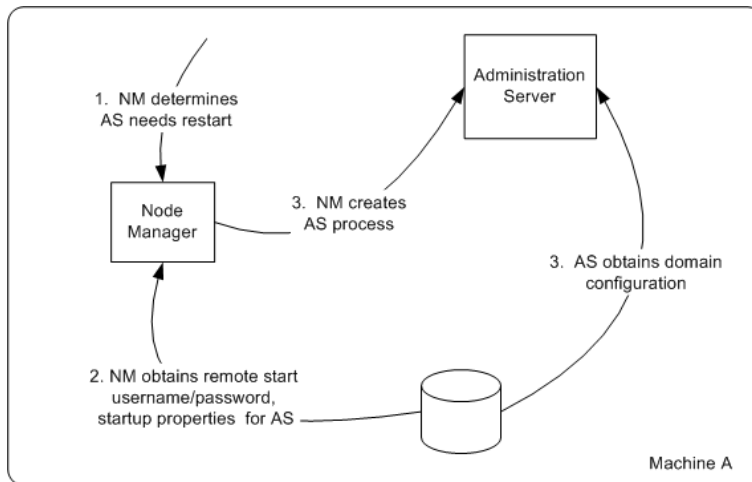 1. NM determines
AS needs restart
Administration
Server
Node
Manager
3. NM creates
AS process
3. AS obtains domain
configuration
2. NM obtains remote start
username/password,
startup properties for AS
Machine A